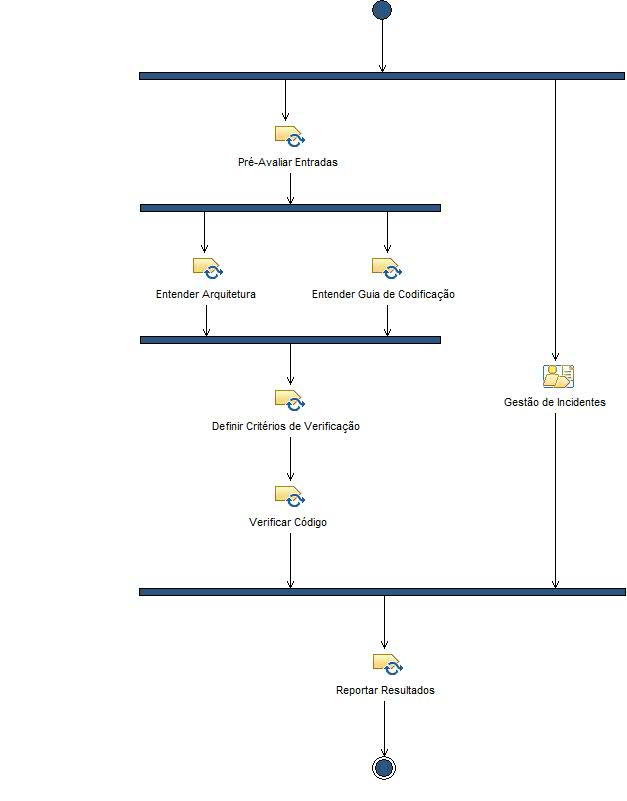 Pré-Avaliar Entradas
Entender Arquitetura
Entender Guia de Codificação
Gestão de Incidentes
Definir Critérios de Verificação
Verificar Código
Reportar Resultados